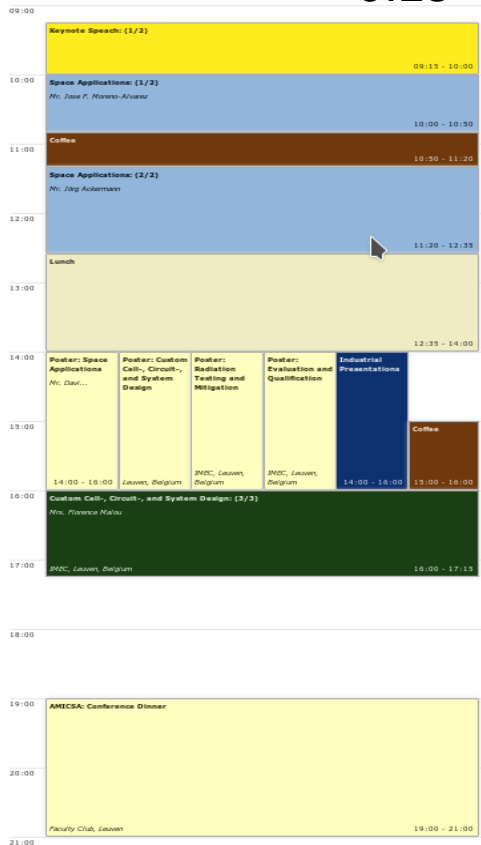 09:00
Keynote Speach: (1/2)
09:15 - 10:00
10:00
Space Applications: (1/2)
Mr. Jose F. Moreno-Alvarez
10:00 - 10:50
Coffee
11:00
10:50 - 11:20
Space Applications: (2/2)
Mr. Jörg Ackermann
12:00
11:20 - 12:35
Lunch
13:00
12:35 - 14:00
14:00
Poster: Space
Applications
Mr. Davi...
14:00 - 16:00
Poster: Custom
Cell-, Circuit-,
and System
Design
Leuven, Belgium
Poster:
Radiation
Testing and
Mitigation
IMEC, Leuven,
Belgium
Poster:
Evaluation and
Qualification
IMEC, Leuven,
Belgium
Industrial
Presentations
14:00 - 16:00
15:00
Coffee
15:00 - 16:00
16:00
Custom Cell-, Circuit-, and System Design: (3/3)
Mrs. Florence Malou
17:00
IMEC, Leuven, Belgium
16:00 - 17:15
18:00
19:00
AMICSA: Conference Dinner
20:00
Faculty Club, Leuven
19:00 - 21:00
21:00